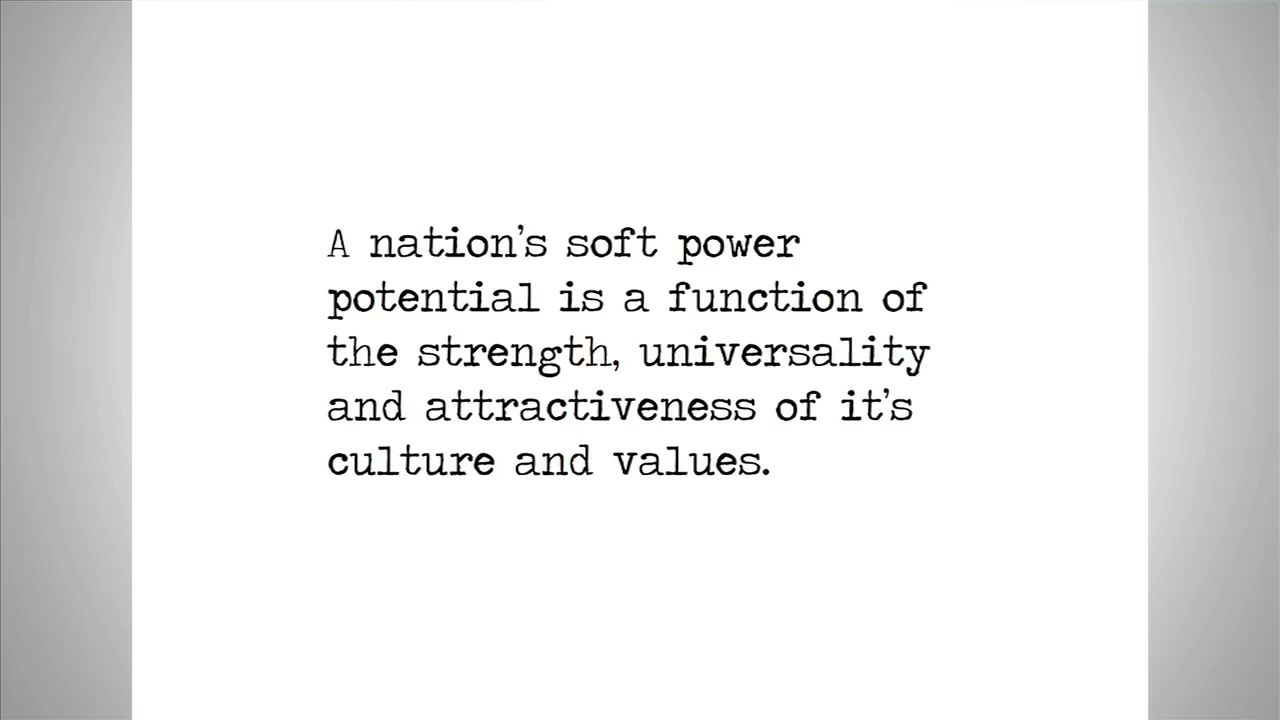 A nation's soft power
potential is a function of
the strength, universality
and attractiveness of it's
culture and values.